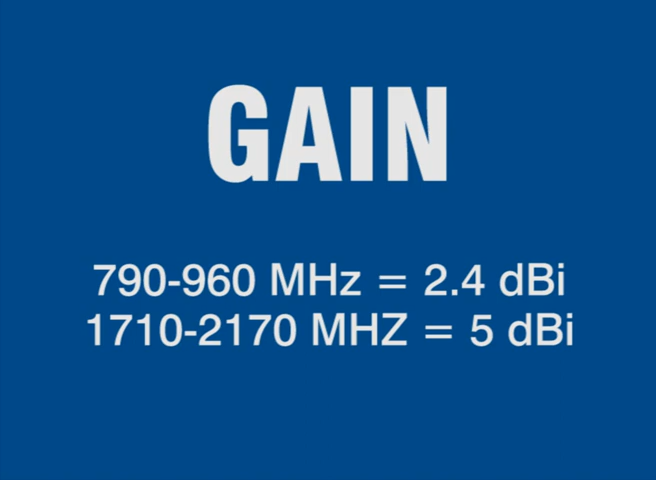 GAIN
790-960 MHz = 2.4 dBi
1710-2170 MHZ = 5 dBi